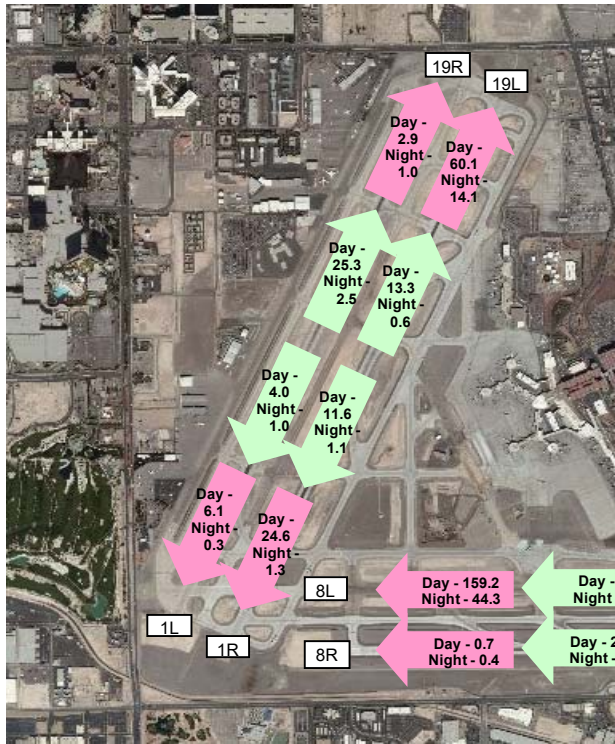 19R
19L
Day -
2.9
Night -
1.0
Day -
60.1
Night -
14.1
Day -
25.3
Night -
2.5
Day -
13.3
Night -
0.6
Day -
4.0
Night -
1.0
Day -
11.6
Night -
1.1
Day -
6.1
Night -
0.3
Day -
24.6
Night -
1.3
8L
Day - 159.2
Night - 44.3
Day -
Night
1L
1R
8R
Day - 0.7
Night - 0.4
Day - 2
Night -